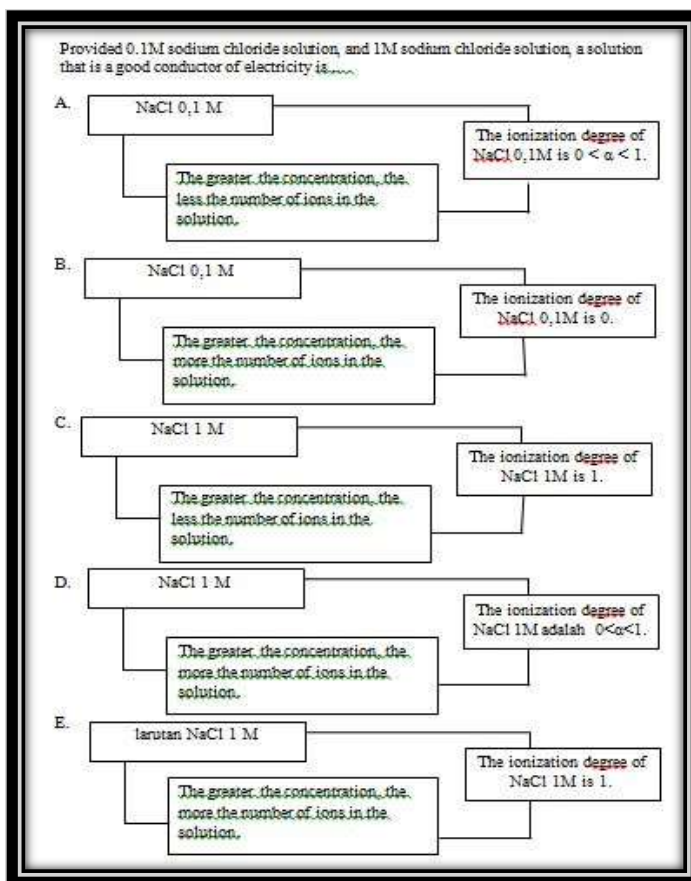 Provided 0.1M sodium chloride solution, and 1M sodium chloride solution, a solution
that is a good conductor of electricity is.....
A.
NaCl 0,1 M
The ionization degree of
NaCl 0,1M is 0 < α < 1.
The greater the concentration, the
less the number of ions in the
solution.
B.
NaCl 0,1 M
The ionization degree of
NaCl 0,1M is 0.
The greater the concentration, the
more the number of ions in the
solution.
C.
NaCl 1 M
The ionization degree of
NaCl 1M is 1.
The greater the concentration, the
less the number of ions in the
solution.
D.
NaCl 1 M
The ionization degree of
NaCl 1M adalah 0<α<1.
The greater the concentration, the
more the number of ions in the
solution.
E.
larutan NaCl 1 M
The ionization degree of
NaCl 1M is 1.
The greater the concentration, the
more the number of ions in the
solution.